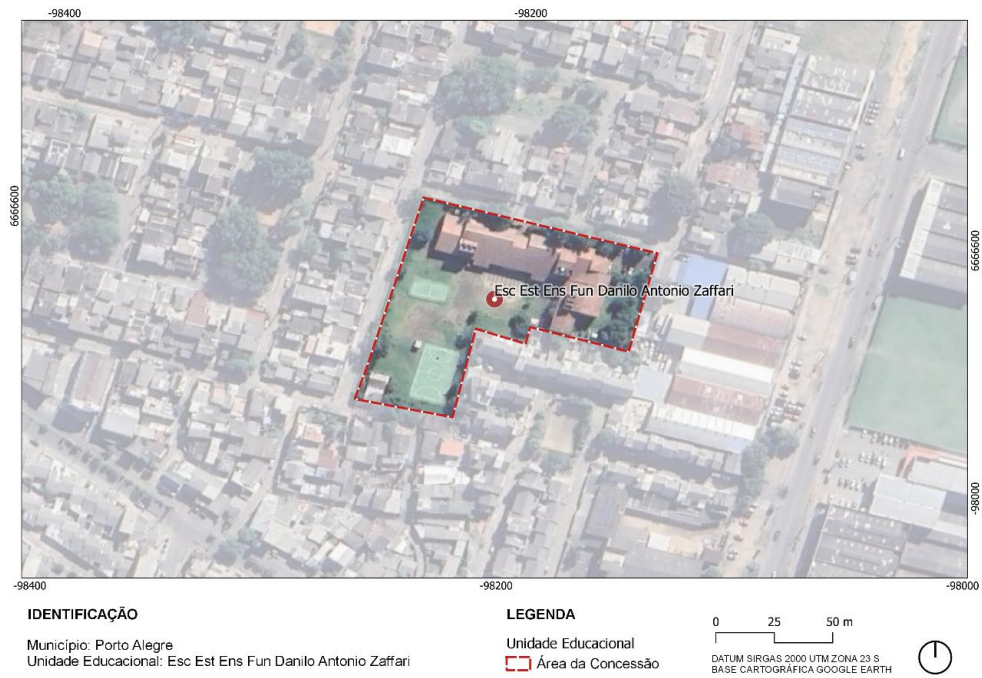 -98400
-98200
6666600
6666600
Esc Est Ens Fun Danilo Antonio Zaffari
-98000
-98400
-98200
-98000
IDENTIFICAÇÃO
Município: Porto Alegre
Unidade Educacional: Esc Est Ens Fun Danilo Antonio Zaffari
LEGENDA
Unidade Educacional
Área da Concessão
0 25 50 m
DATUM SIRGAS 2000 UTM ZONA 23 S
BASE CARTOGRÁFICA GOOGLE EARTH